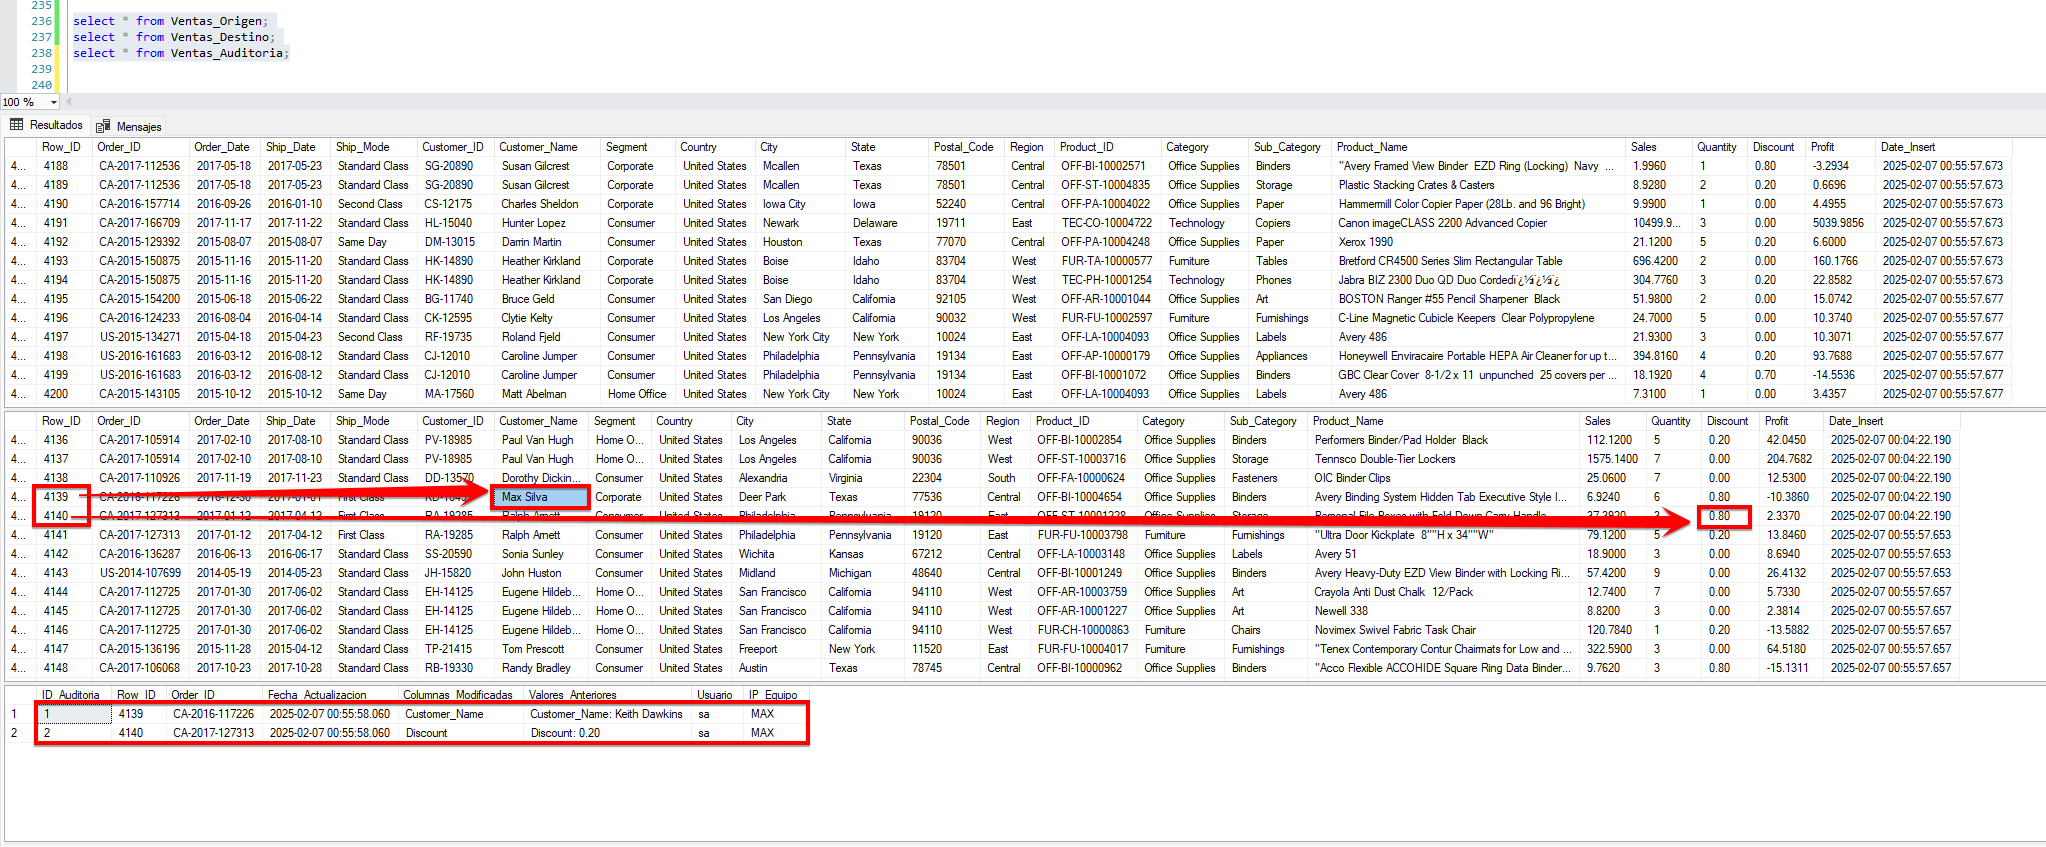 235
236 select * from Ventas_Origen;
237 select * from Ventas_Destino;
238 select * from Ventas_Auditoria;
239
240
100 %
Resultados Mensajes
Row_ID Order_ID Order_Date Ship_Date Ship_Mode Customer_ID Customer_Name Segment Country City State Postal_Code Region Product_ID Category Sub_Category Product_Name Sales Quantity Discount Profit Date_Insert
4... 4188 CA-2017-112536 2017-05-18 2017-05-23 Standard Class SG-20890 Susan Gilcrest Corporate United States Mcallen Texas 78501 Central OFF-BI-10002571 Office Supplies Binders "Avery Framed View Binder EZD Ring (Locking) Navy ... 1.9960 1 0.80 -3.2934 2025-02-07 00:55:57.673
4... 4189 CA-2017-112536 2017-05-18 2017-05-23 Standard Class SG-20890 Susan Gilcrest Corporate United States Mcallen Texas 78501 Central OFF-ST-10004835 Office Supplies Storage Plastic Stacking Crates & Casters 8.9280 2 0.20 0.6696 2025-02-07 00:55:57.673
4... 4190 CA-2016-157714 2016-09-26 2016-01-10 Second Class CS-12175 Charles Sheldon Corporate United States Iowa City Iowa 52240 Central OFF-PA-10004022 Office Supplies Paper Hammermill Color Copier Paper (28Lb. and 96 Bright) 9.9900 1 0.00 4.4955 2025-02-07 00:55:57.673
4... 4191 CA-2017-166709 2017-11-17 2017-11-22 Standard Class HL-15040 Hunter Lopez Consumer United States Newark Delaware 19711 East TEC-CO-10004722 Technology Copiers Canon imageCLASS 2200 Advanced Copier 10499.9... 3 0.00 5039.9856 2025-02-07 00:55:57.673
4... 4192 CA-2015-129392 2015-08-07 2015-08-07 Same Day DM-13015 Darrin Martin Consumer United States Houston Texas 77070 Central OFF-PA-10004248 Office Supplies Paper Xerox 1990 21.1200 5 0.20 6.6000 2025-02-07 00:55:57.673
4... 4193 CA-2015-150875 2015-11-16 2015-11-20 Standard Class HK-14890 Heather Kirkland Corporate United States Boise Idaho 83704 West FUR-TA-10000577 Furniture Tables Bretford CR4500 Series Slim Rectangular Table 696.4200 2 0.00 160.1766 2025-02-07 00:55:57.673
4... 4194 CA-2015-150875 2015-11-16 2015-11-20 Standard Class HK-14890 Heather Kirkland Corporate United States Boise Idaho 83704 West TEC-PH-10001254 Technology Phones Jabra BIZ 2300 Duo QD Duo Cordedï¿½ï¿½ï¿ 304.7760 3 0.20 22.8582 2025-02-07 00:55:57.673
4... 4195 CA-2015-154200 2015-06-18 2015-06-22 Standard Class BG-11740 Bruce Geld Consumer United States San Diego California 92105 West OFF-AR-10001044 Office Supplies Art BOSTON Ranger #55 Pencil Sharpener Black 51.9800 2 0.00 15.0742 2025-02-07 00:55:57.677
4... 4196 CA-2016-124233 2016-08-04 2016-04-14 Standard Class CK-12595 Clytie Kelty Consumer United States Los Angeles California 90032 West FUR-FU-10002597 Furniture Furnishings C-Line Magnetic Cubicle Keepers Clear Polypropylene 24.7000 5 0.00 10.3740 2025-02-07 00:55:57.677
4... 4197 US-2015-134271 2015-04-18 2015-04-23 Second Class RF-19735 Roland Fjeld Consumer United States New York City New York 10024 East OFF-LA-10004093 Office Supplies Labels Avery 486 21.9300 3 0.00 10.3071 2025-02-07 00:55:57.677
4... 4198 US-2016-161683 2016-03-12 2016-08-12 Standard Class CJ-12010 Caroline Jumper Consumer United States Philadelphia Pennsylvania 19134 East OFF-AP-10000179 Office Supplies Appliances Honeywell Enviracaire Portable HEPA Air Cleaner for up t... 394.8160 4 0.20 93.7688 2025-02-07 00:55:57.677
4... 4199 US-2016-161683 2016-03-12 2016-08-12 Standard Class CJ-12010 Caroline Jumper Consumer United States Philadelphia Pennsylvania 19134 East OFF-BI-10001072 Office Supplies Binders GBC Clear Cover 8-1/2 x 11 unpunched 25 covers per ... 18.1920 4 0.70 -14.5536 2025-02-07 00:55:57.677
4... 4200 CA-2015-143105 2015-10-12 2015-10-12 Same Day MA-17560 Matt Abelman Home Office United States New York City New York 10024 East OFF-LA-10004093 Office Supplies Labels Avery 486 7.3100 1 0.00 3.4357 2025-02-07 00:55:57.677
Row_ID Order_ID Order_Date Ship_Date Ship_Mode Customer_ID Customer_Name Segment Country City State Postal_Code Region Product_ID Category Sub_Category Product_Name Sales Quantity Discount Profit Date_Insert
4... 4136 CA-2017-105914 2017-02-10 2017-08-10 Standard Class PV-18985 Paul Van Hugh Home O... United States Los Angeles California 90036 West OFF-BI-10002854 Office Supplies Binders Performers Binder/Pad Holder Black 112.1200 5 0.20 42.0450 2025-02-07 00:04:22.190
4... 4137 CA-2017-105914 2017-02-10 2017-08-10 Standard Class PV-18985 Paul Van Hugh Home O... United States Los Angeles California 90036 West OFF-ST-10003716 Office Supplies Storage Tennsco Double-Tier Lockers 1575.1400 7 0.00 204.7682 2025-02-07 00:04:22.190
4... 4138 CA-2017-110926 2017-11-19 2017-11-23 Standard Class DD-13570 Dorothy Dickin... Consumer United States Alexandria Virginia 22304 South OFF-FA-10000624 Office Supplies Fasteners OIC Binder Clips 25.0600 7 0.00 12.5300 2025-02-07 00:04:22.190
4... 4139 CA-2016-117226 Max Silva Corporate United States Deer Park Texas 77536 Central OFF-BI-10004654 Office Supplies Binders Avery Binding System Hidden Tab Executive Style I... 6.9240 6 0.80 -10.3860 2025-02-07 00:04:22.190
4... 4140 CA-2017-127313 2017-01-12 2017-04-12 First Class RA-19285 Ralph Arnett Consumer United States Philadelphia Pennsylvania 19120 East OFF-ST-10001228 Office Supplies Storage Personal File Boxes with Fold-Down Carry Handle 0.80 2.3370 2025-02-07 00:04:22.190
4... 4141 CA-2017-127313 2017-01-12 2017-04-12 First Class RA-19285 Ralph Arnett Consumer United States Philadelphia Pennsylvania 19120 East FUR-FU-10003798 Furniture Furnishings "Ultra Door Kickplate 8""H x 34""W" 79.1200 5 0.20 13.8460 2025-02-07 00:55:57.653
4... 4142 CA-2016-136287 2016-06-13 2016-06-17 Standard Class SS-20590 Sonia Sunley Consumer United States Wichita Kansas 67212 Central OFF-LA-10003148 Office Supplies Labels Avery 51 18.9000 3 0.00 8.6940 2025-02-07 00:55:57.653
4... 4143 US-2014-107699 2014-05-19 2014-05-23 Standard Class JH-15820 John Huston Consumer United States Midland Michigan 48640 Central OFF-BI-10001249 Office Supplies Binders Avery Heavy-Duty EZD View Binder with Locking Ri... 57.4200 9 0.00 26.4132 2025-02-07 00:55:57.653
4... 4144 CA-2017-112725 2017-01-30 2017-06-02 Standard Class EH-14125 Eugene Hildeb... Home O... United States San Francisco California 94110 West OFF-AR-10003759 Office Supplies Art Crayola Anti Dust Chalk 12/Pack 12.7400 7 0.00 5.7330 2025-02-07 00:55:57.657
4... 4145 CA-2017-112725 2017-01-30 2017-06-02 Standard Class EH-14125 Eugene Hildeb... Home O... United States San Francisco California 94110 West OFF-AR-10001227 Office Supplies Art Newell 338 8.8200 3 0.00 2.3814 2025-02-07 00:55:57.657
4... 4146 CA-2017-112725 2017-01-30 2017-06-02 Standard Class EH-14125 Eugene Hildeb... Home O... United States San Francisco California 94110 West FUR-CH-10000863 Furniture Chairs Novimex Swivel Fabric Task Chair 120.7840 1 0.20 -13.5882 2025-02-07 00:55:57.657
4... 4147 CA-2015-136196 2015-11-28 2015-04-12 Standard Class TP-21415 Tom Prescott Consumer United States Freeport New York 11520 East FUR-FU-10004017 Furniture Furnishings "Tenex Contemporary Contur Chairmats for Low and ... 322.5900 3 0.00 64.5180 2025-02-07 00:55:57.657
4... 4148 CA-2017-106068 2017-10-23 2017-10-28 Standard Class RB-19330 Randy Bradley Consumer United States Austin Texas 78745 Central OFF-BI-10000962 Office Supplies Binders "Acco Flexible ACCOHIDE Square Ring Data Binder... 9.7620 3 0.80 -15.1311 2025-02-07 00:55:57.657
ID_Auditoria Row_ID Order_ID Fecha_Actualizacion Columnas_Modificadas Valores_Anteriores Usuario IP_Equipo
1 1 4139 CA-2016-117226 2025-02-07 00:55:58.060 Customer_Name Customer_Name: Keith Dawkins sa MAX
2 2 4140 CA-2017-127313 2025-02-07 00:55:58.060 Discount Discount: 0.20 sa MAX